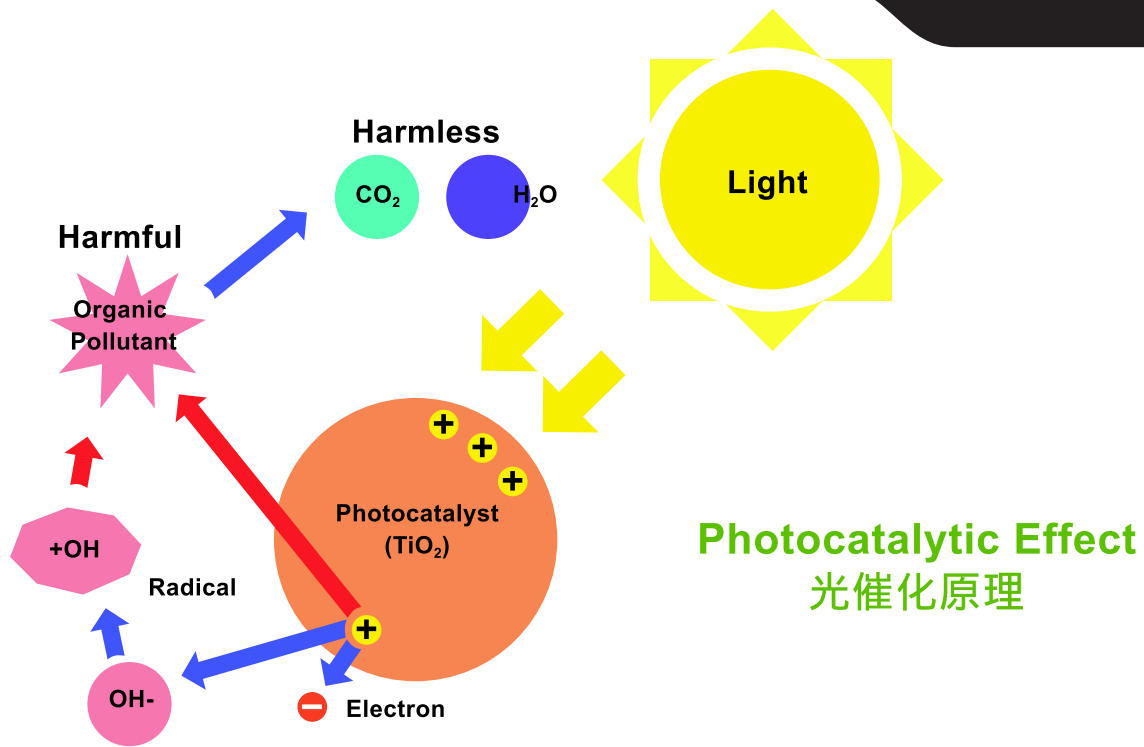 Harmless
CO₂
H₂O
Light
Harmful
Organic
Pollutant
+
+
+
Photocatalyst
(TiO₂)
Photocatalytic Effect
光催化原理
+OH
Radical
+
OH-
−
Electron